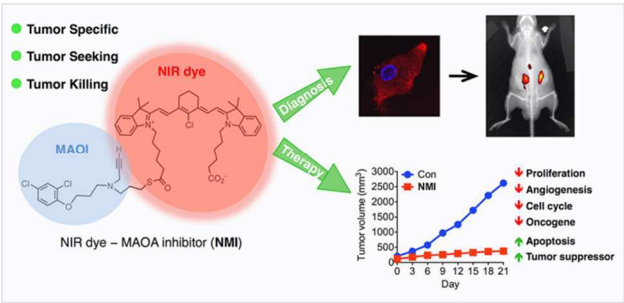 Tumor Specific
Tumor Seeking
Tumor Killing
NIR dye
MAOI
N+
Cl
N
H
Cl
Cl
O
N
S
O
CO2-
NIR dye – MAOA inhibitor (NMI)
Diagnosis
Therapy
Tumor volume (mm3)
3000
2500
2000
1500
1000
500
0
Con
NMI
0 3 6 9 12 15 18 21
Day
Proliferation
Angiogenesis
Cell cycle
Oncogene
Apoptosis
Tumor suppressor